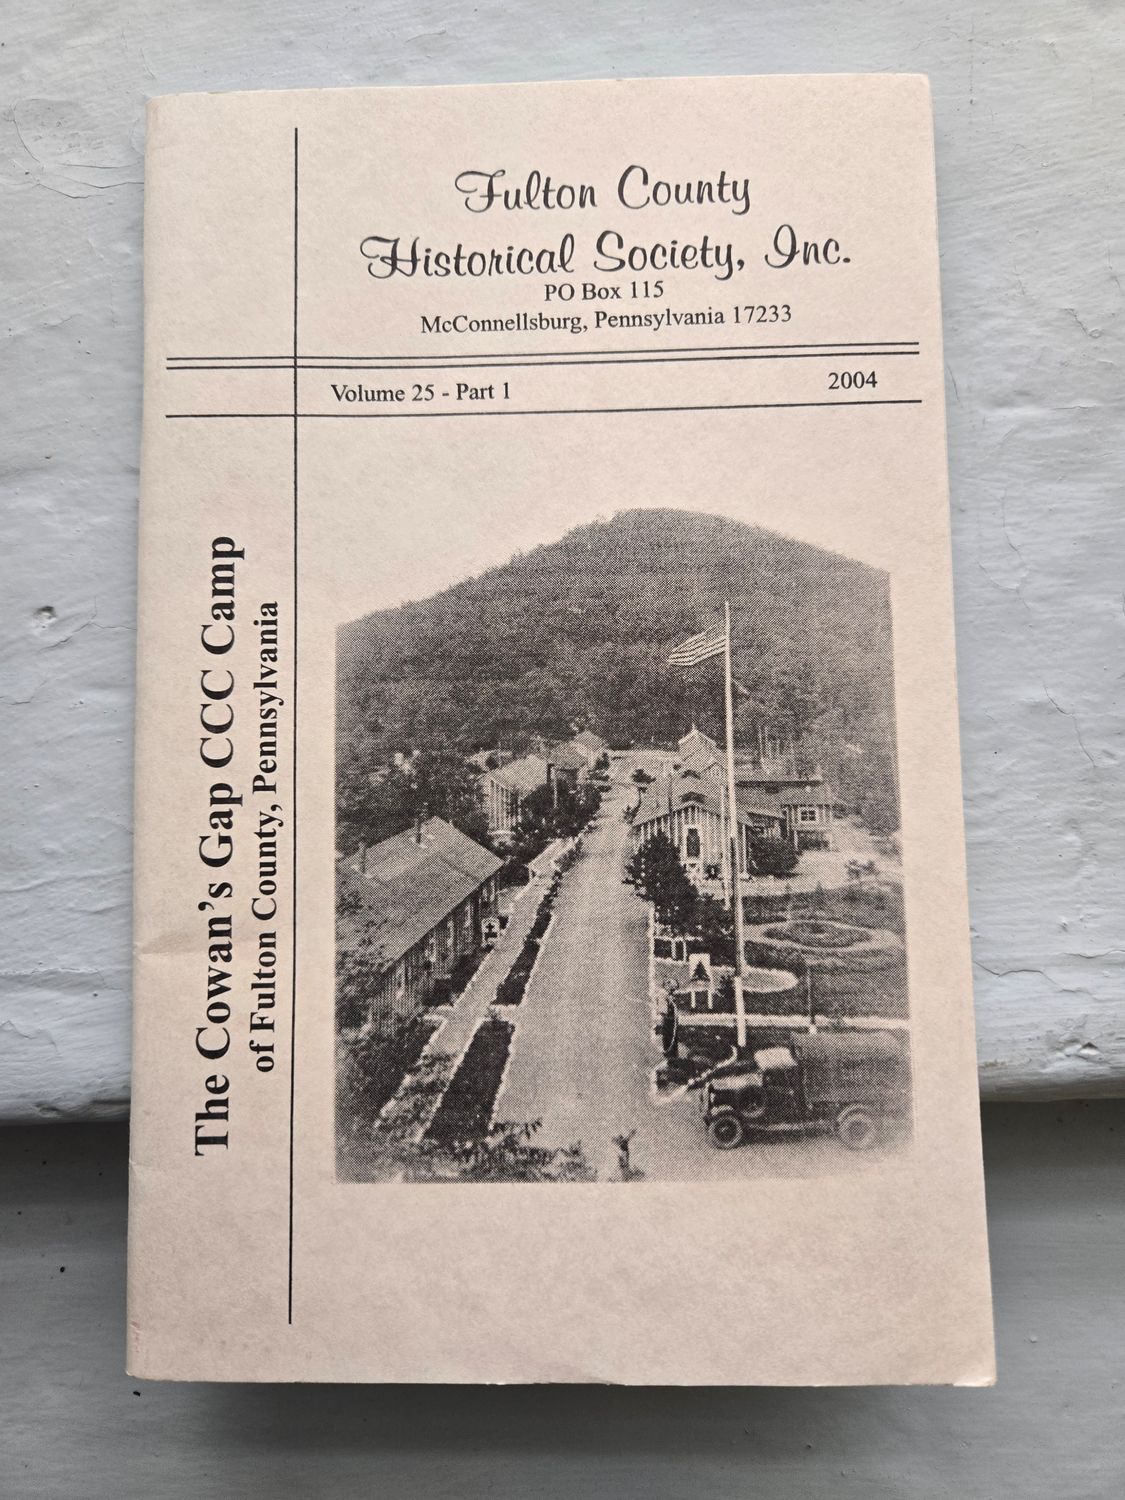 Fulton County
Historical Society, Inc.
PO Box 115
McConnellsburg, Pennsylvania 17233
Volume 25 - Part 1
2004
The Cowan's Gap CCC Camp
of Fulton County, Pennsylvania